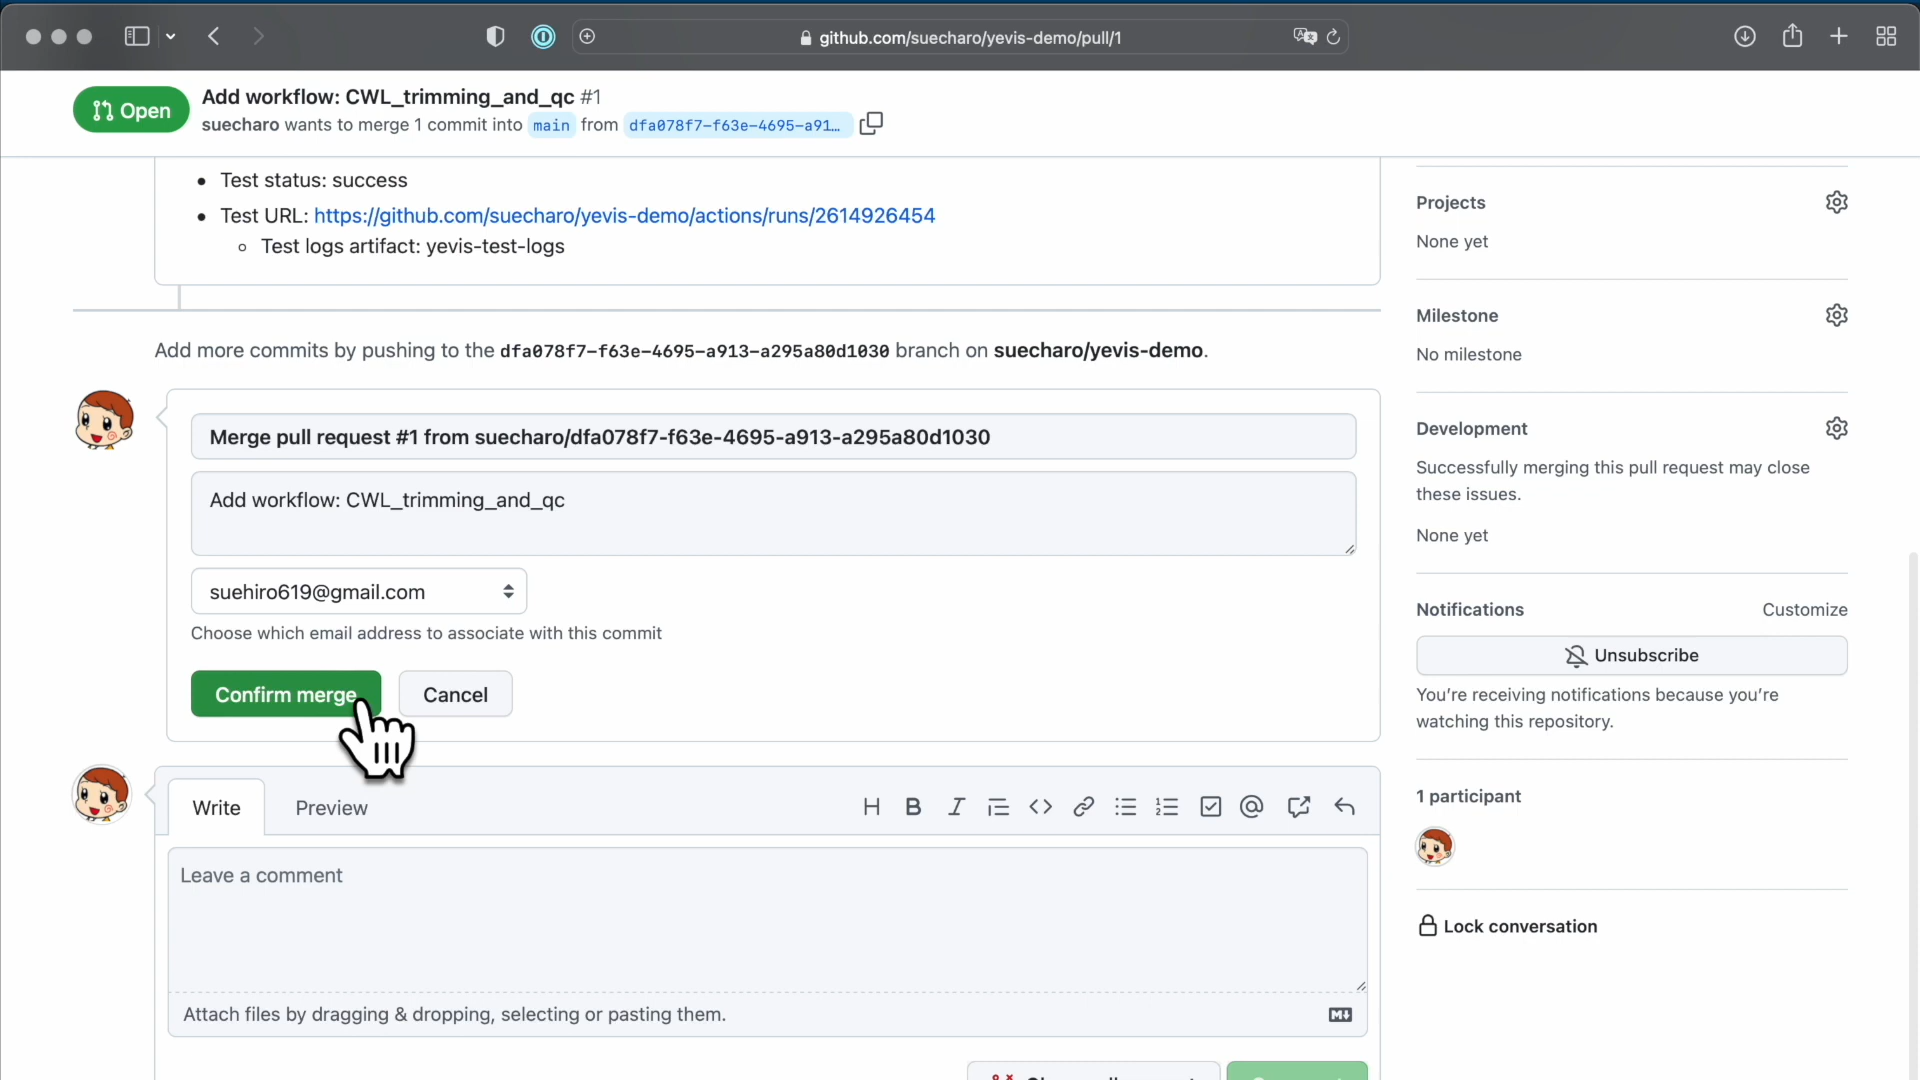 github.com/suecharo/yevis-demo/pull/1
Open
Add workflow: CWL_trimming_and_qc #1
suecharo wants to merge 1 commit into main from dfa078f7-f63e-4695-a91…
Test status: success
Test URL: https://github.com/suecharo/yevis-demo/actions/runs/2614926454
Test logs artifact: yevis-test-logs
Add more commits by pushing to the dfa078f7-f63e-4695-a913-a295a80d1030 branch on suecharo/yevis-demo.
Merge pull request #1 from suecharo/dfa078f7-f63e-4695-a913-a295a80d1030
Add workflow: CWL_trimming_and_qc
suehiro619@gmail.com
Choose which email address to associate with this commit
Confirm merge
Cancel
Write
Preview
Leave a comment
Attach files by dragging & dropping, selecting or pasting them.
Projects
None yet
Milestone
No milestone
Development
Successfully merging this pull request may close
these issues.
None yet
Notifications
Customize
Unsubscribe
You're receiving notifications because you're
watching this repository.
1 participant
Lock conversation